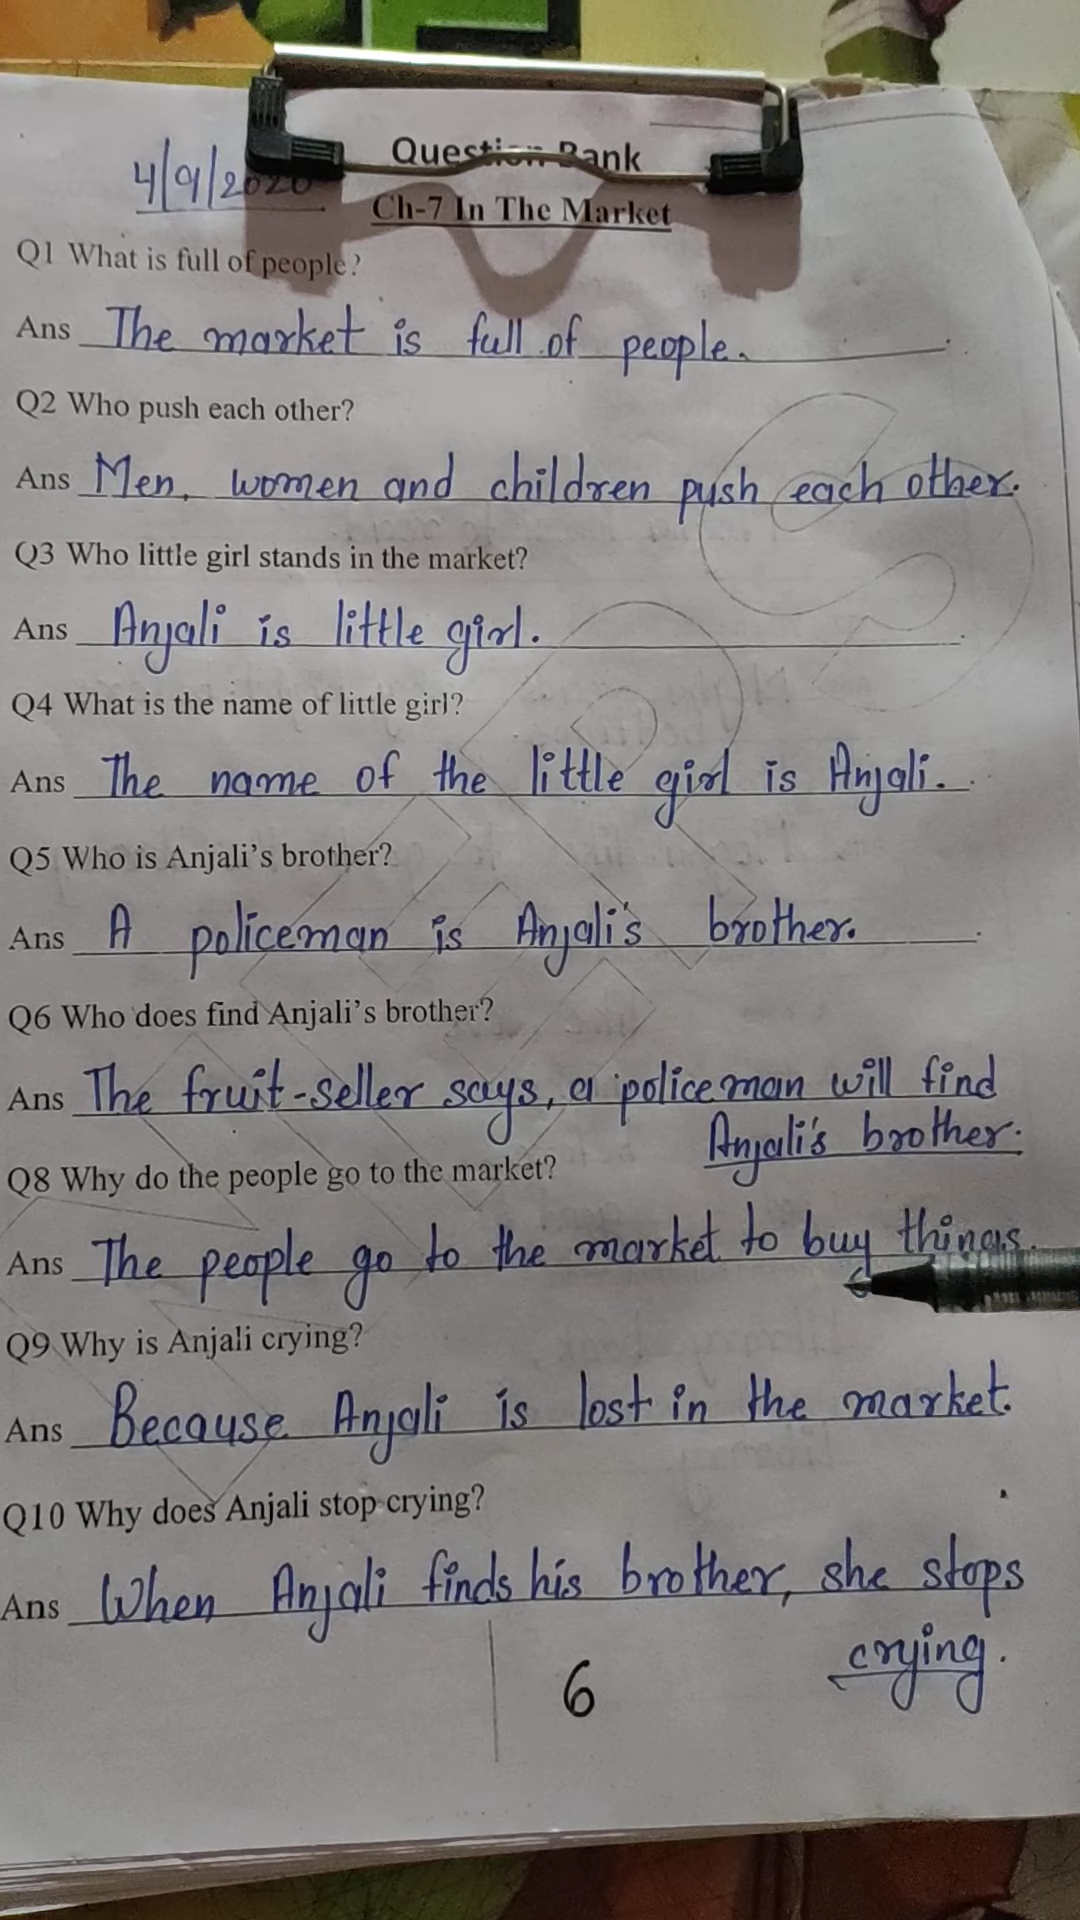 Question Bank
4/9/2020
Ch-7 In The Market
Q1 What is full of people?
Ans The market is full of people.
Q2 Who push each other?
Ans Men, women and children push each other.
Q3 Who little girl stands in the market?
Ans Anjali is little girl.
Q4 What is the name of little girl?
Ans The name of the little girl is Anjali.
Q5 Who is Anjali's brother?
Ans A policeman is Anjali's brother.
Q6 Who does find Anjali's brother?
Ans The fruit-seller says, a policeman will find
Anjali's brother.
Q8 Why do the people go to the market?
Ans The people go to the market to buy things.
Q9 Why is Anjali crying?
Ans Because Anjali is lost in the market.
Q10 Why does Anjali stop crying?
Ans When Anjali finds his brother, she stops
crying.
6